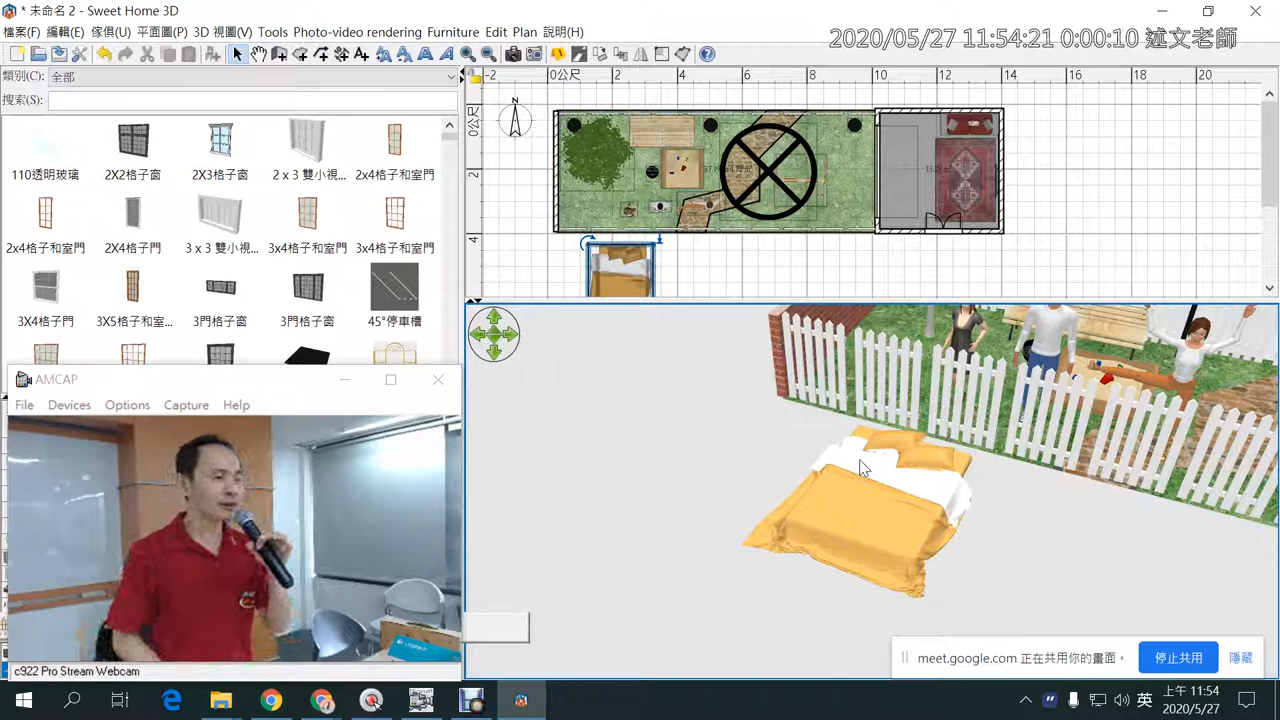 * 未命名 2 - Sweet Home 3D
檔案(F) 編輯(E) 傢俱(U) 平面圖(P) 3D 視圖(V) Tools Photo-video rendering Furniture Edit Plan 說明(H)
2020/05/27 11:54:21 0:00:10 述文老師
類別(C): 全部
搜索(S):
-2 0公尺 2 4 6 8 10 12 14 16 18 20
N
0公尺
2
4
2X2格子窗
2X3格子窗
2 x 3 雙小視...
2x4格子和室門
2x4格子和室門
2X4格子門
3 x 3 雙小視...
3x4格子和室門
3x4格子和室門
3X4格子門
3X5格子和室...
3門格子窗
3門格子窗
45°停車槽
AMCAP
File Devices Options Capture Help
c922 Pro Stream Webcam
meet.google.com 正在共用你的畫面。
停止共用
隱藏
英
上午 11:54
2020/5/27